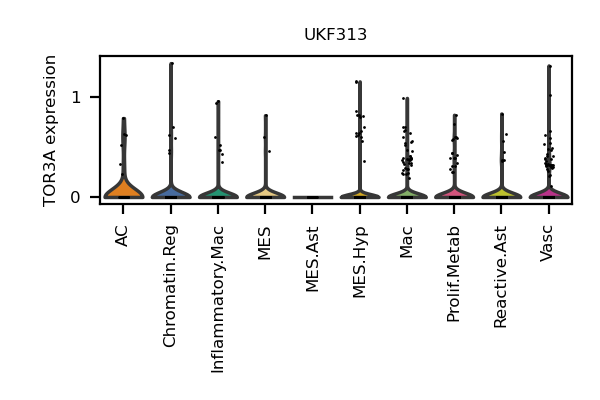 UKF313
TOR3A expression
1
0
AC
Chromatin.Reg
Inflammatory.Mac
MES
MES.Ast
MES.Hyp
Mac
Prolif.Metab
Reactive.Ast
Vasc